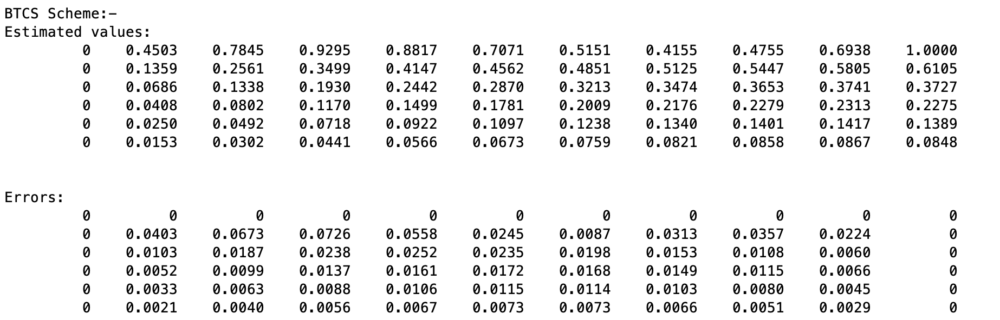 BTCS Scheme:-
Estimated values:
0 0.4503 0.7845 0.9295 0.8817 0.7071 0.5151 0.4155 0.4755 0.6938 1.0000
0 0.1359 0.2561 0.3499 0.4147 0.4562 0.4851 0.5125 0.5447 0.5805 0.6105
0 0.0686 0.1338 0.1930 0.2442 0.2870 0.3213 0.3474 0.3653 0.3741 0.3727
0 0.0408 0.0802 0.1170 0.1499 0.1781 0.2009 0.2176 0.2279 0.2313 0.2275
0 0.0250 0.0492 0.0718 0.0922 0.1097 0.1238 0.1340 0.1401 0.1417 0.1389
0 0.0153 0.0302 0.0441 0.0566 0.0673 0.0759 0.0821 0.0858 0.0867 0.0848
Errors:
0 0 0 0 0 0 0 0 0 0 0
0 0.0403 0.0673 0.0726 0.0558 0.0245 0.0087 0.0313 0.0357 0.0224 0
0 0.0103 0.0187 0.0238 0.0252 0.0235 0.0198 0.0153 0.0108 0.0060 0
0 0.0052 0.0099 0.0137 0.0161 0.0172 0.0168 0.0149 0.0115 0.0066 0
0 0.0033 0.0063 0.0088 0.0106 0.0115 0.0114 0.0103 0.0080 0.0045 0
0 0.0021 0.0040 0.0056 0.0067 0.0073 0.0073 0.0066 0.0051 0.0029 0